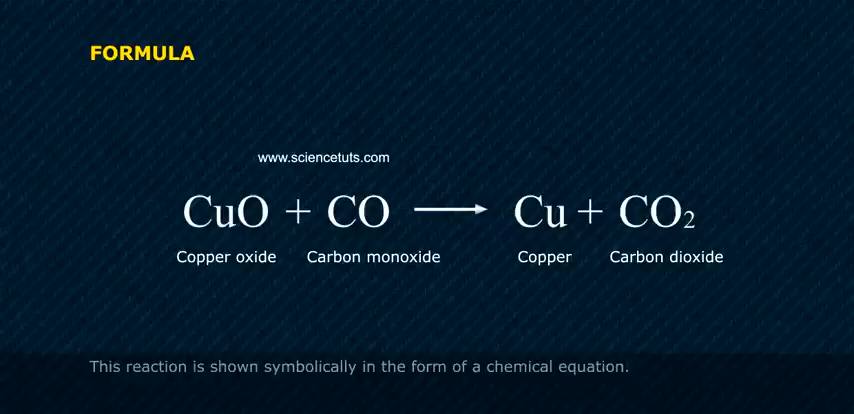 FORMULA
www.sciencetuts.com
CuO + CO ⟶ Cu + CO₂
Copper oxide Carbon monoxide Copper Carbon dioxide
This reaction is shown symbolically in the form of a chemical equation.